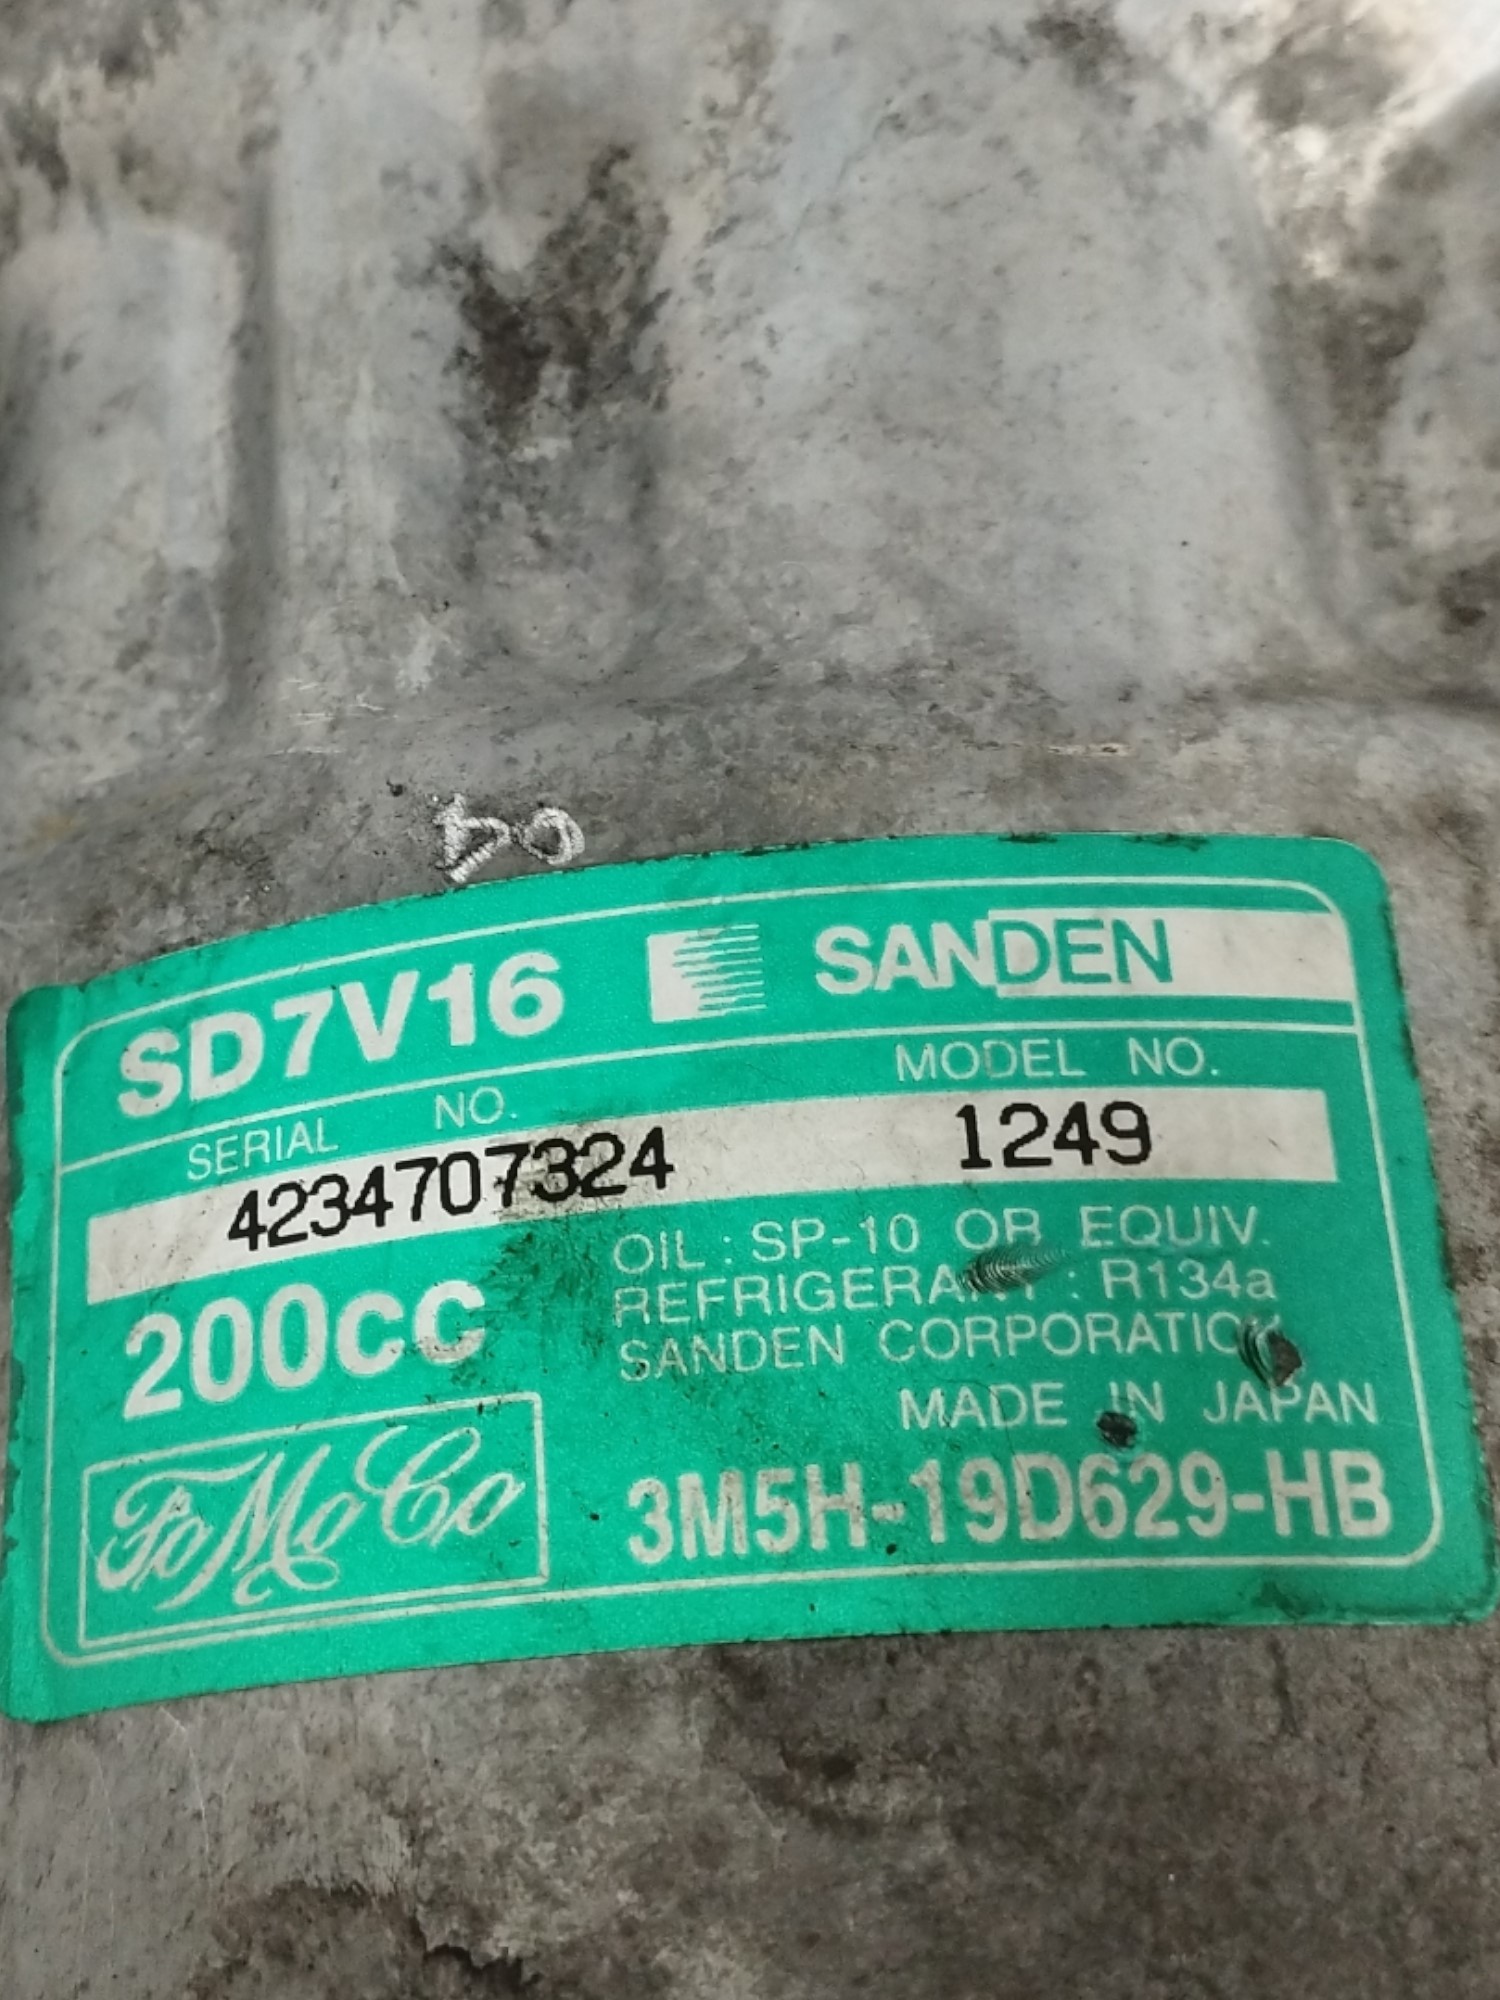 SD7V16 SANDEN
SERIAL NO. MODEL NO.
4234707324 1249
200cc
OIL : SP-10 OR EQUIV.
REFRIGERANT : R134a
SANDEN CORPORATION
MADE IN JAPAN
FoMoCo
3M5H-19D629-HB